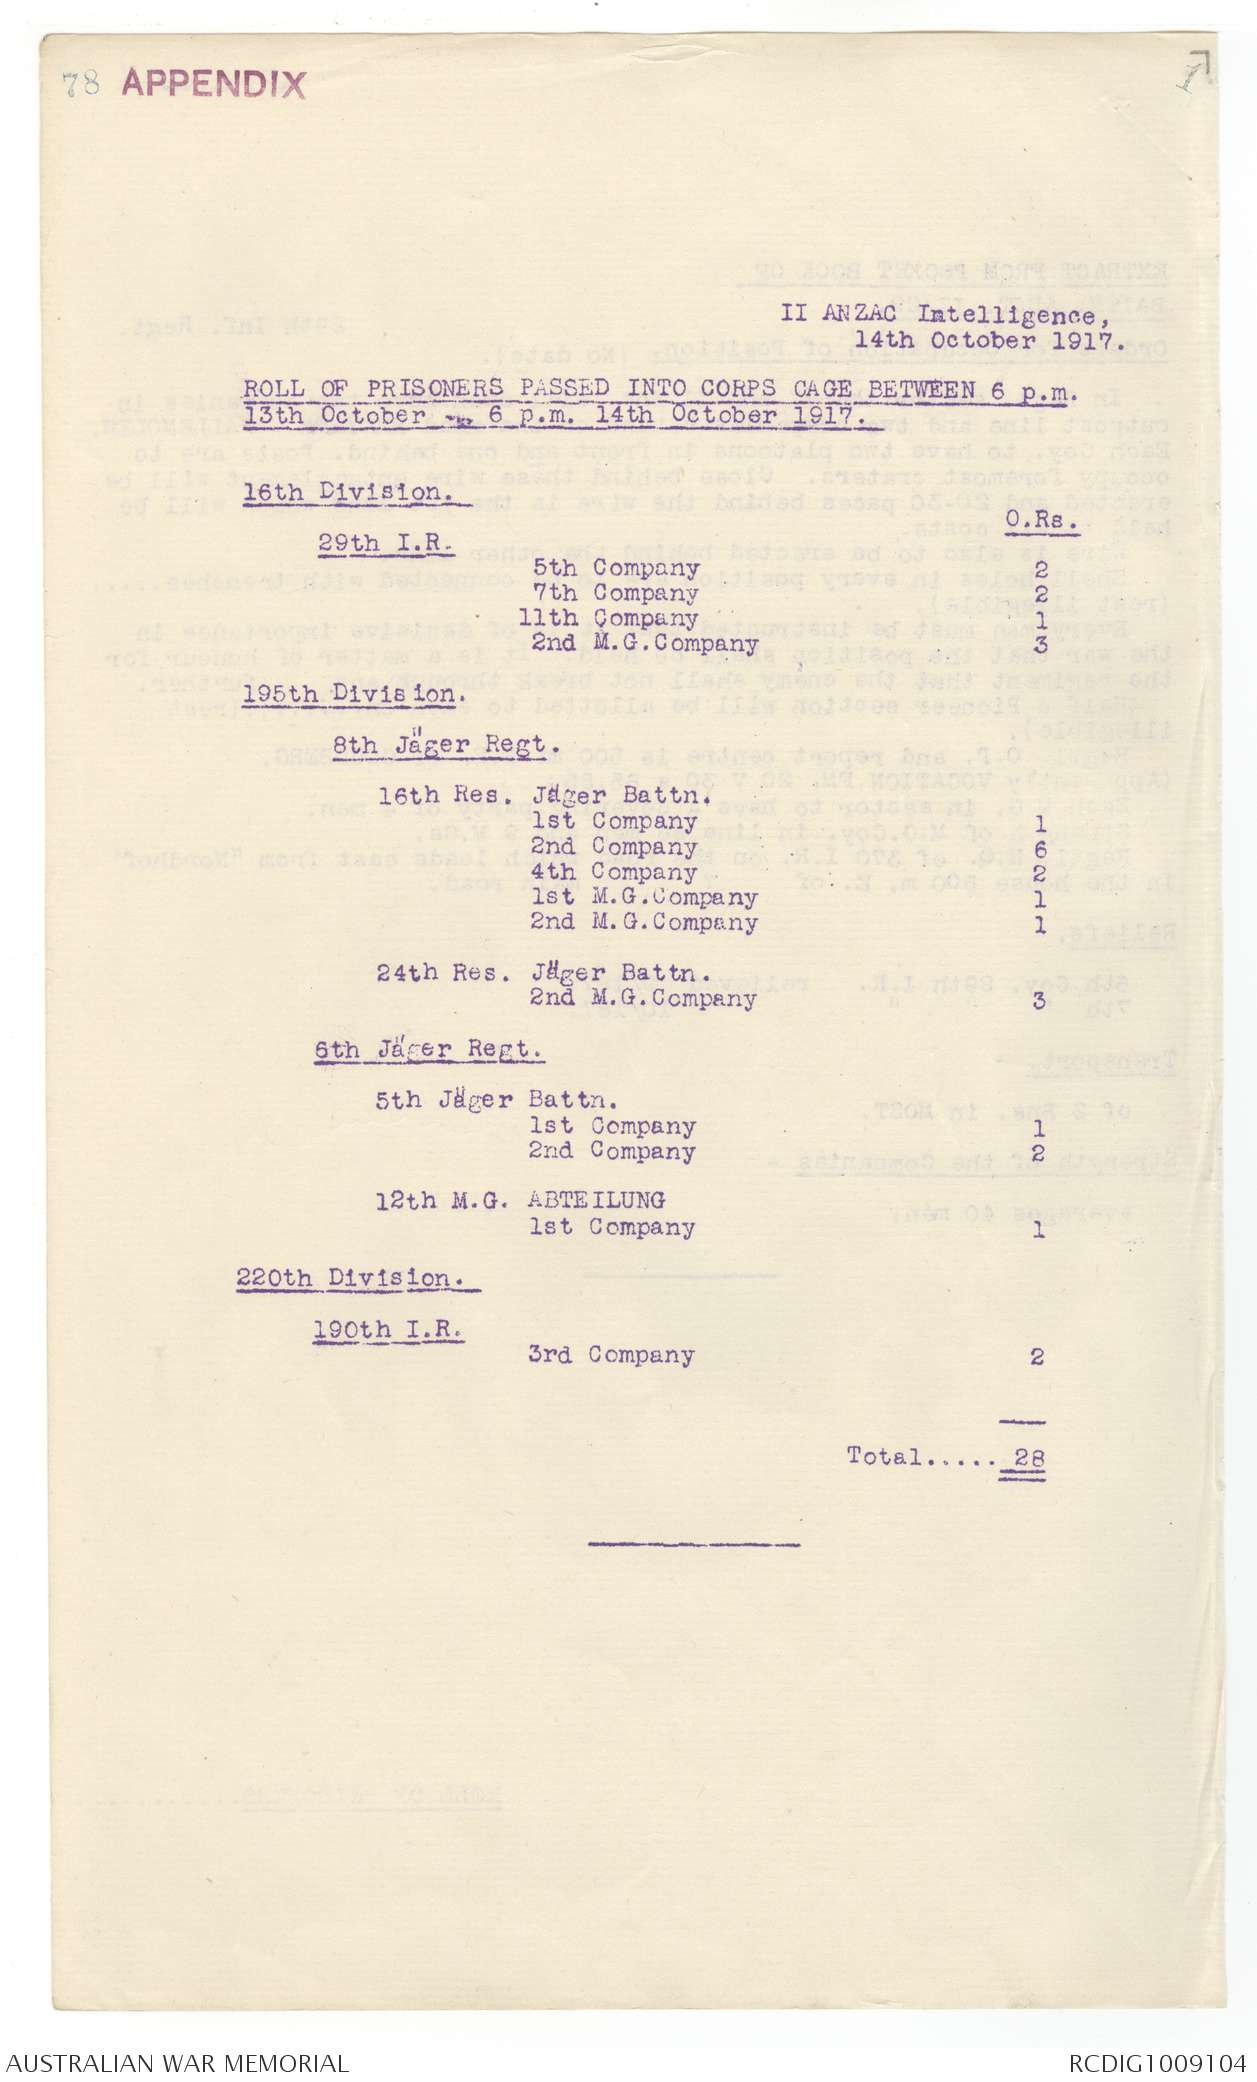 78 APPENDIX
II ANZAC Intelligence,
14th October 1917.
ROLL OF PRISONERS PASSED INTO CORPS CAGE BETWEEN 6 p.m.
13th October - 6 p.m. 14th October 1917.
16th Division.
O.Rs.
29th I.R.
5th Company 2
7th Company 2
11th Company 1
2nd M.G.Company 3
195th Division.
8th Jäger Regt.
16th Res. Jäger Battn.
1st Company 1
2nd Company 6
4th Company 2
1st M.G.Company 1
2nd M.G.Company 1
24th Res. Jäger Battn.
2nd M.G.Company 3
6th Jäger Regt.
5th Jäger Battn.
1st Company 1
2nd Company 2
12th M.G. ABTEILUNG
1st Company 1
220th Division.
190th I.R.
3rd Company 2
Total..... 28
AUSTRALIAN WAR MEMORIAL RCDIG1009104